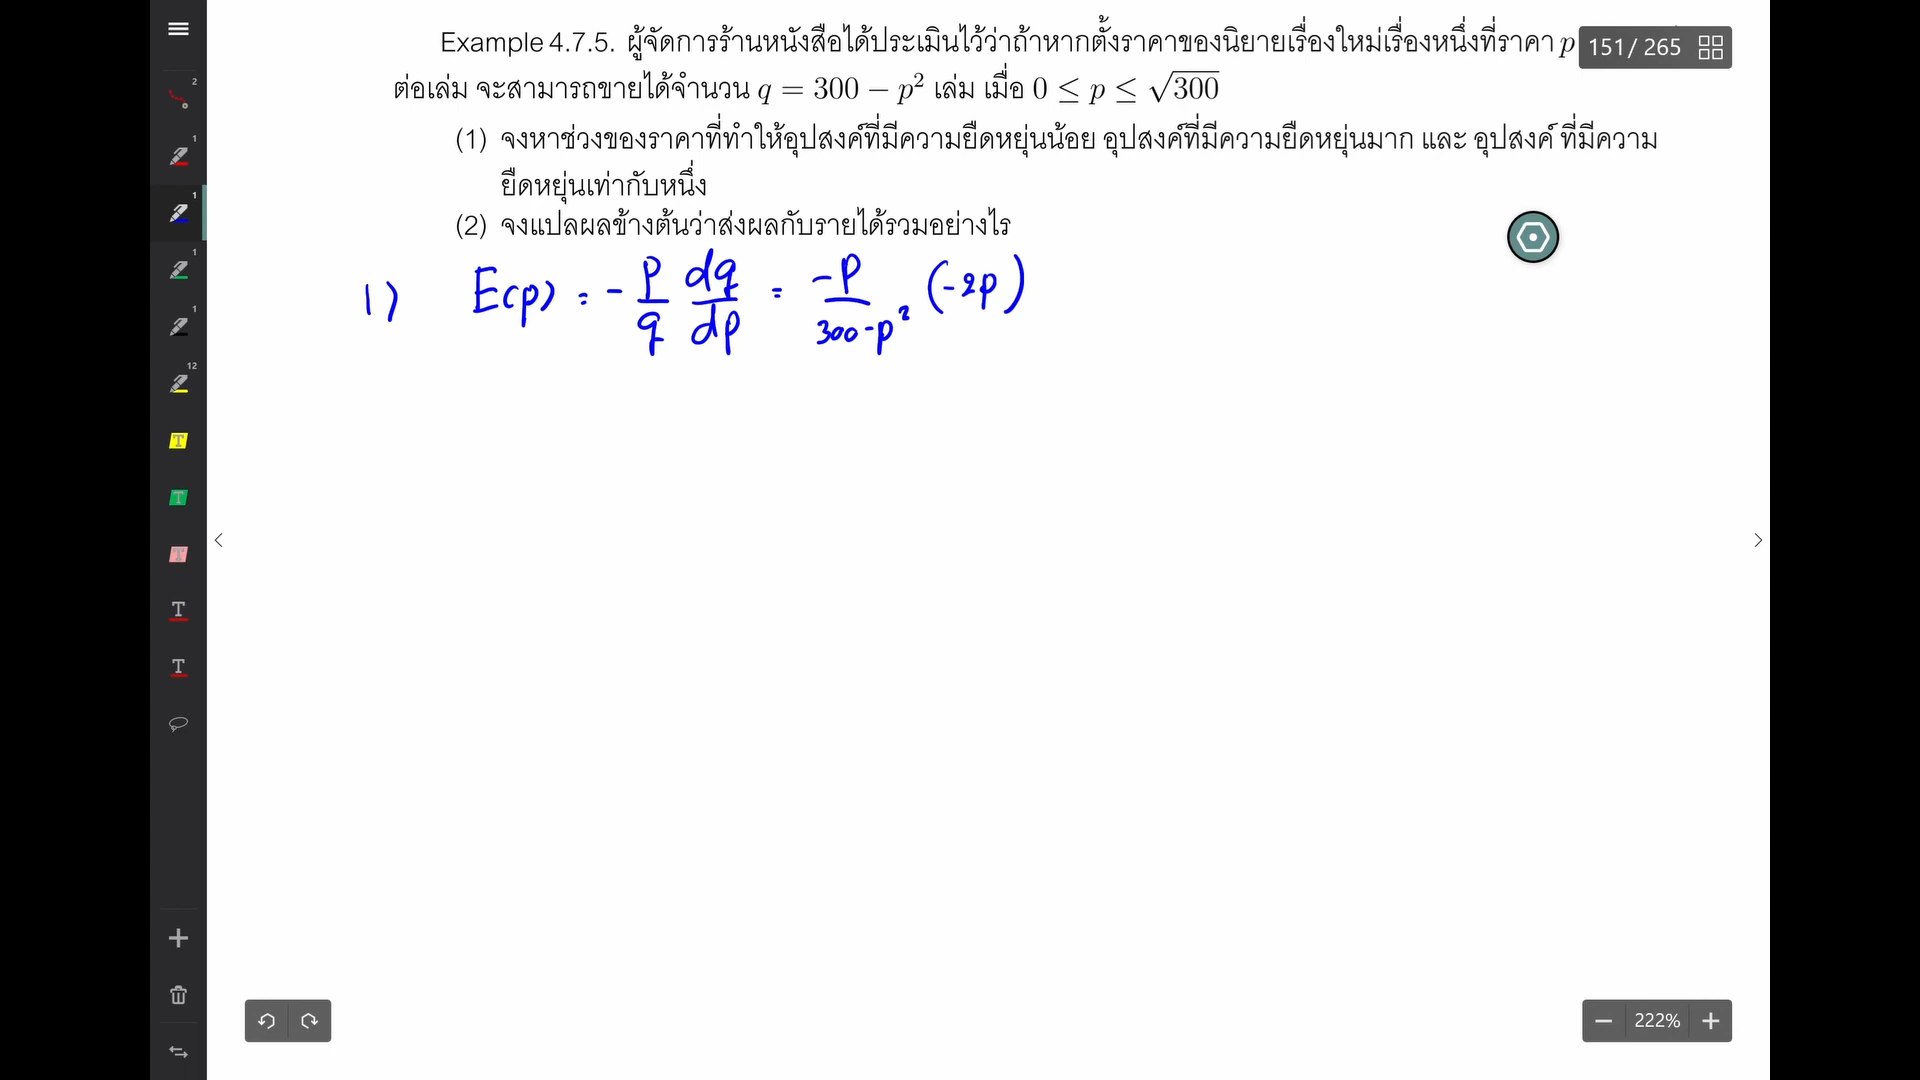 Example 4.7.5. ผู้จัดการร้านหนังสือได้ประเมินไว้ว่าถ้าหากตั้งราคาของนิยายเรื่องใหม่เรื่องหนึ่งที่ราคา p
151 / 265
ต่อเล่ม จะสามารถขายได้จำนวน q = 300 − p² เล่ม เมื่อ 0 ≤ p ≤ √300
(1) จงหาช่วงของราคาที่ทำให้อุปสงค์ที่มีความยืดหยุ่นน้อย อุปสงค์ที่มีความยืดหยุ่นมาก และ อุปสงค์ ที่มีความ
ยืดหยุ่นเท่ากับหนึ่ง
(2) จงแปลผลข้างต้นว่าส่งผลกับรายได้รวมอย่างไร
1) E(p) = - p/q dq/dp = -p/(300-p²) (-2p)
222%
2
1
1
1
1
12
T
T
T
T
T